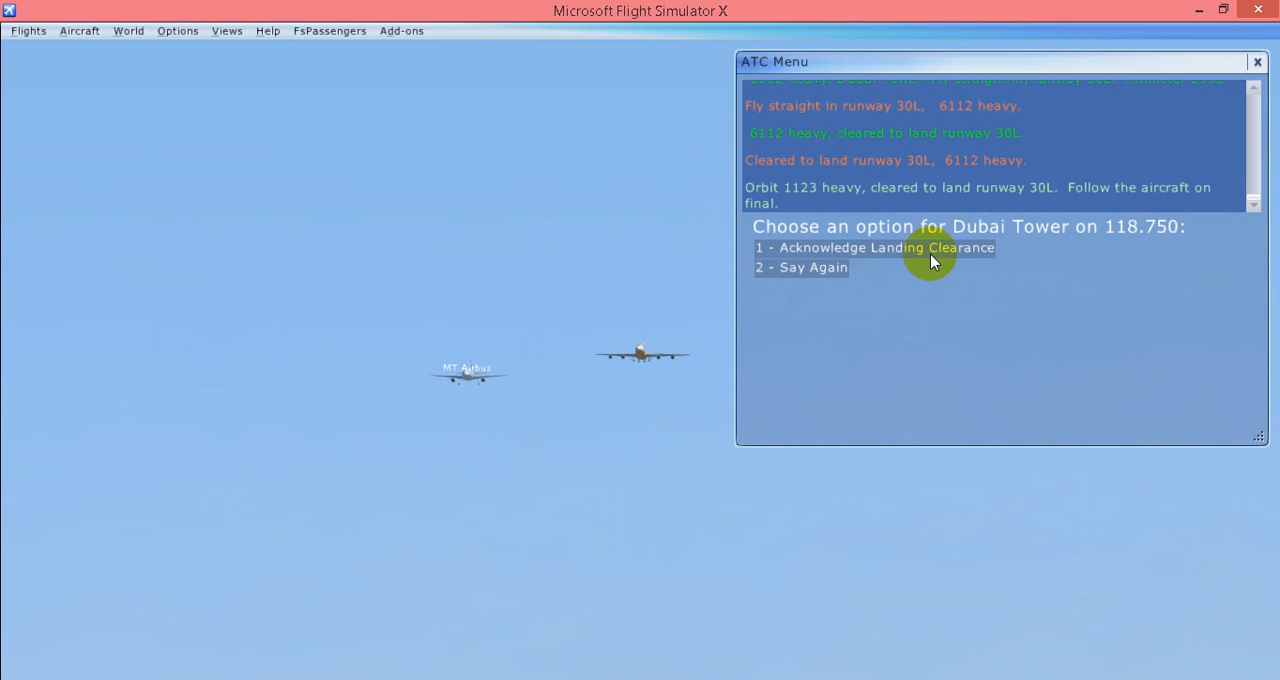 Microsoft Flight Simulator X
Flights Aircraft World Options Views Help FsPassengers Add-ons
ATC Menu
Fly straight in runway 30L, 6112 heavy.
6112 heavy, cleared to land runway 30L.
Cleared to land runway 30L, 6112 heavy.
Orbit 1123 heavy, cleared to land runway 30L. Follow the aircraft on
final.
Choose an option for Dubai Tower on 118.750:
1 - Acknowledge Landing Clearance
2 - Say Again
MT Airbus